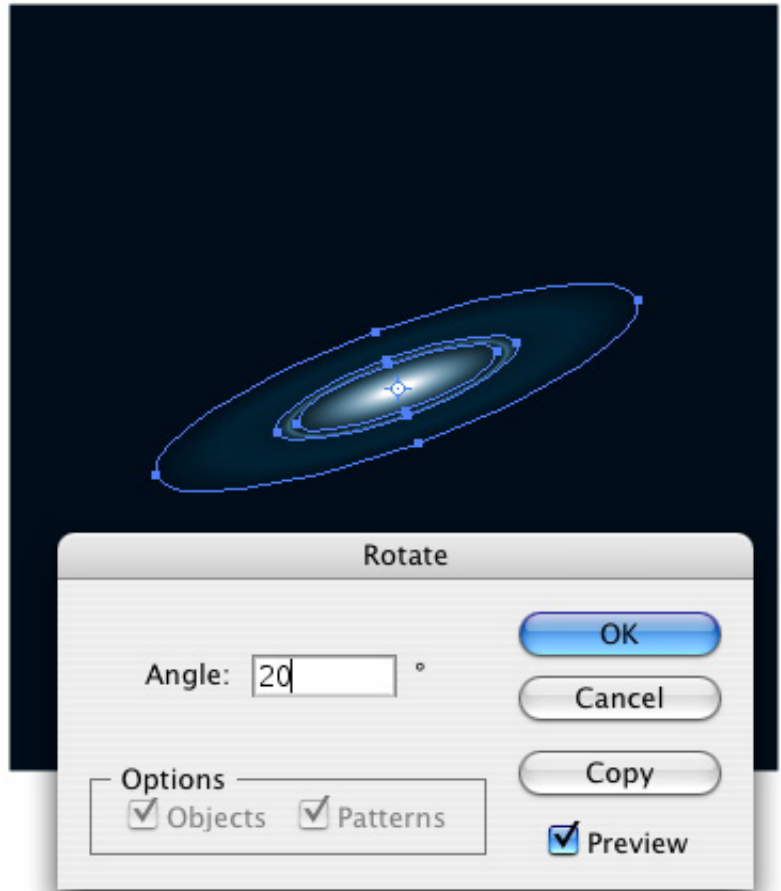 Rotate
Angle: 20 °
OK
Cancel
Copy
Options
Objects Patterns
Preview